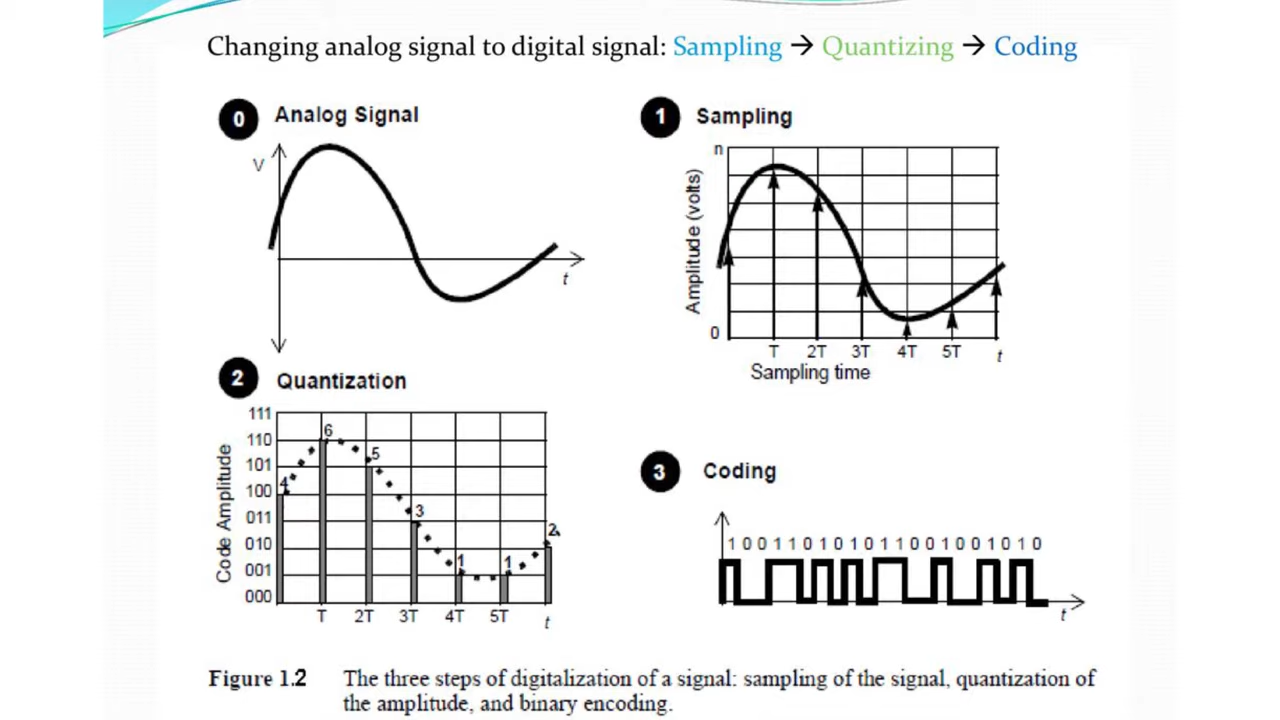 Changing analog signal to digital signal: Sampling → Quantizing → Coding
0 Analog Signal
V
t
1 Sampling
n
Amplitude (volts)
0
T 2T 3T 4T 5T t
Sampling time
2 Quantization
111
110
101
100
011
010
001
000
Code Amplitude
4 6 5 3 1 1 2
T 2T 3T 4T 5T t
3 Coding
1 0 0 1 1 0 1 0 1 0 1 1 0 0 1 0 0 1 0 1 0
t
Figure 1.2 The three steps of digitalization of a signal: sampling of the signal, quantization of
the amplitude, and binary encoding.